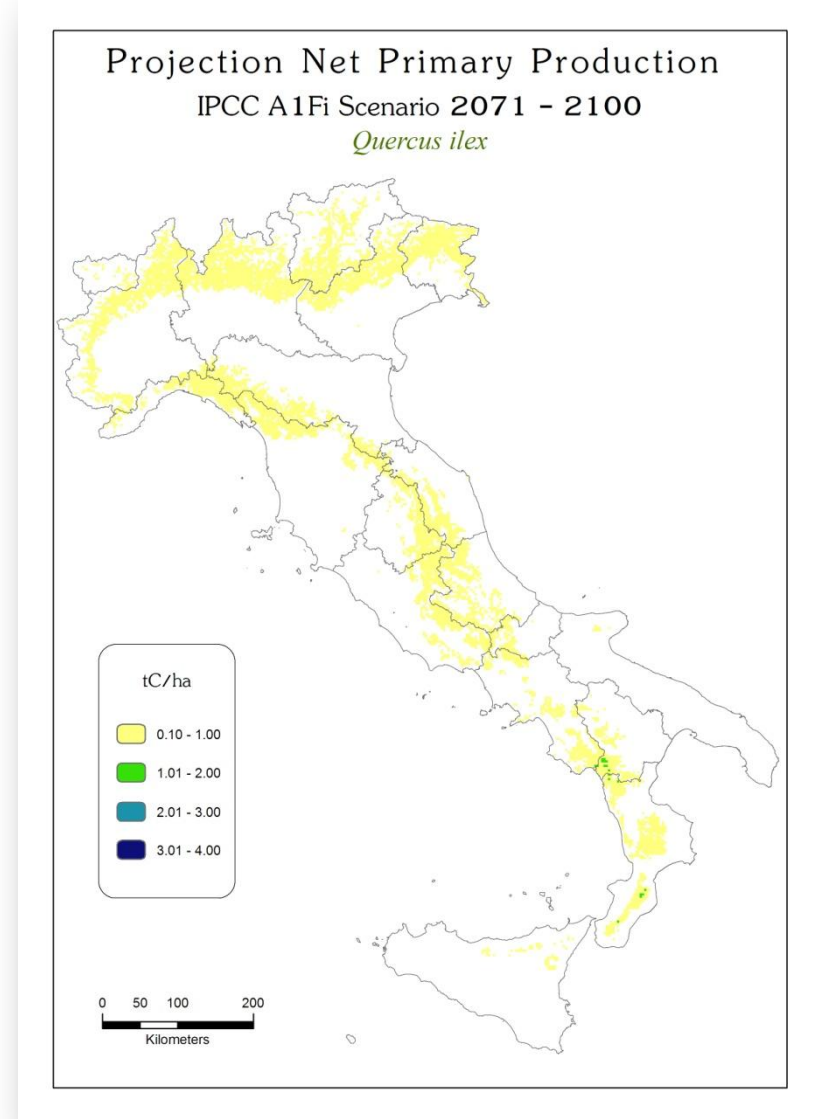 Projection Net Primary Production
IPCC A1Fi Scenario 2071 - 2100
Quercus ilex
tC/ha
0.10 - 1.00
1.01 - 2.00
2.01 - 3.00
3.01 - 4.00
0 50 100 200
Kilometers